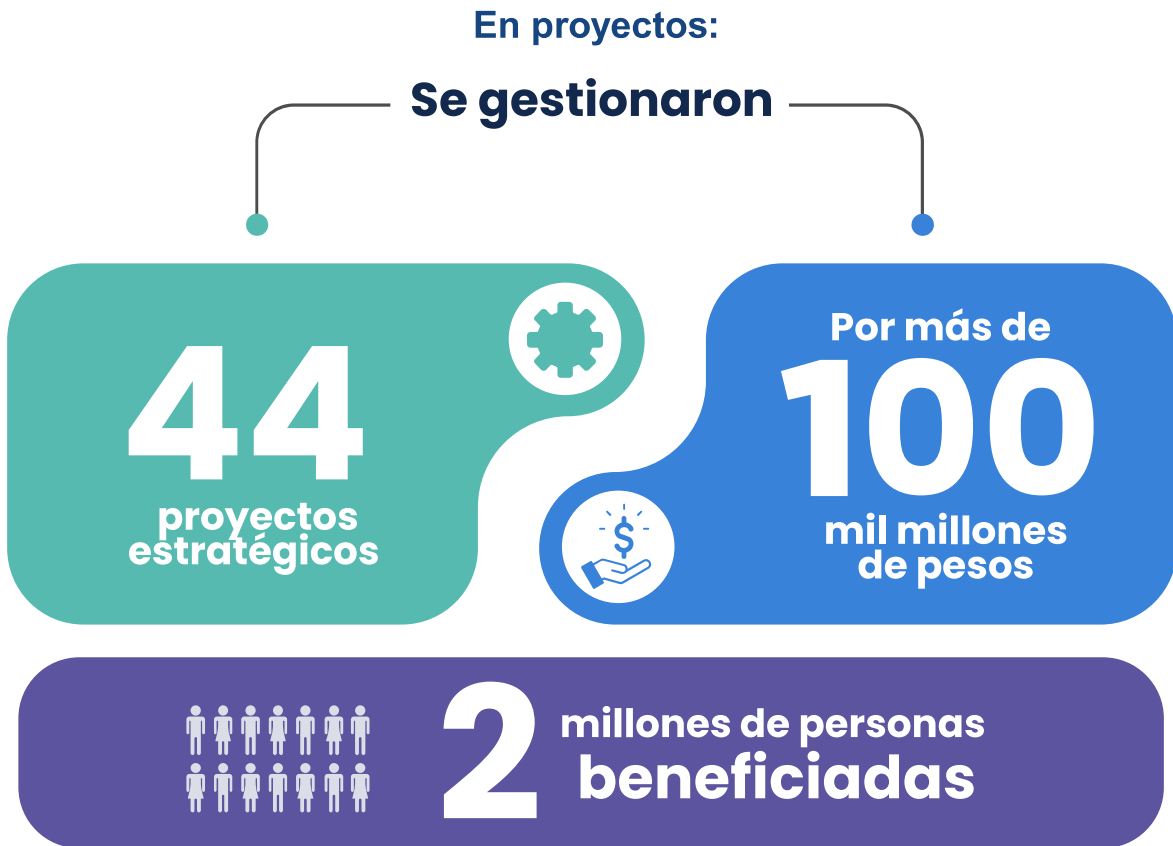 En proyectos:
Se gestionaron
44
proyectos
estratégicos
Por más de
100
mil millones
de pesos
$
2 millones de personas
beneficiadas